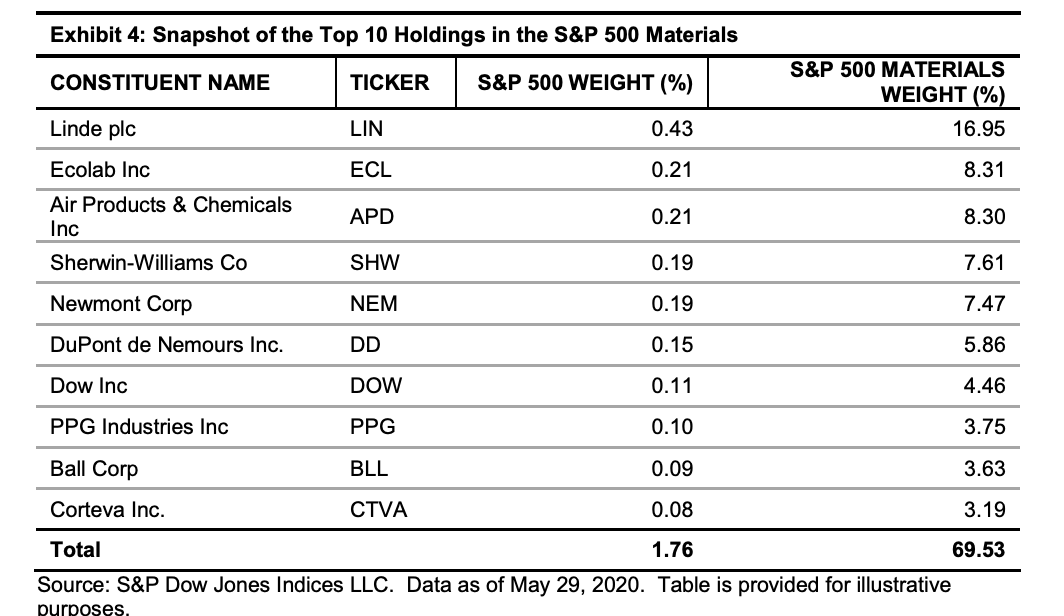 Exhibit 4: Snapshot of the Top 10 Holdings in the S&P 500 Materials
CONSTITUENT NAME TICKER S&P 500 WEIGHT (%) S&P 500 MATERIALS WEIGHT (%)
Linde plc LIN 0.43 16.95
Ecolab Inc ECL 0.21 8.31
Air Products & Chemicals Inc APD 0.21 8.30
Sherwin-Williams Co SHW 0.19 7.61
Newmont Corp NEM 0.19 7.47
DuPont de Nemours Inc. DD 0.15 5.86
Dow Inc DOW 0.11 4.46
PPG Industries Inc PPG 0.10 3.75
Ball Corp BLL 0.09 3.63
Corteva Inc. CTVA 0.08 3.19
Total 1.76 69.53
Source: S&P Dow Jones Indices LLC. Data as of May 29, 2020. Table is provided for illustrative
purposes.